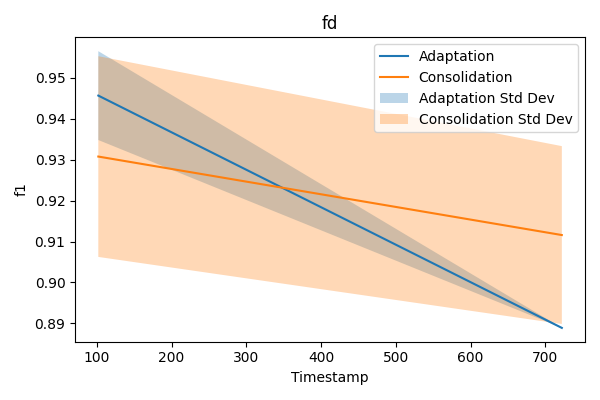 fd
Adaptation
Consolidation
Adaptation Std Dev
Consolidation Std Dev
f1
0.95
0.94
0.93
0.92
0.91
0.90
0.89
100 200 300 400 500 600 700
Timestamp